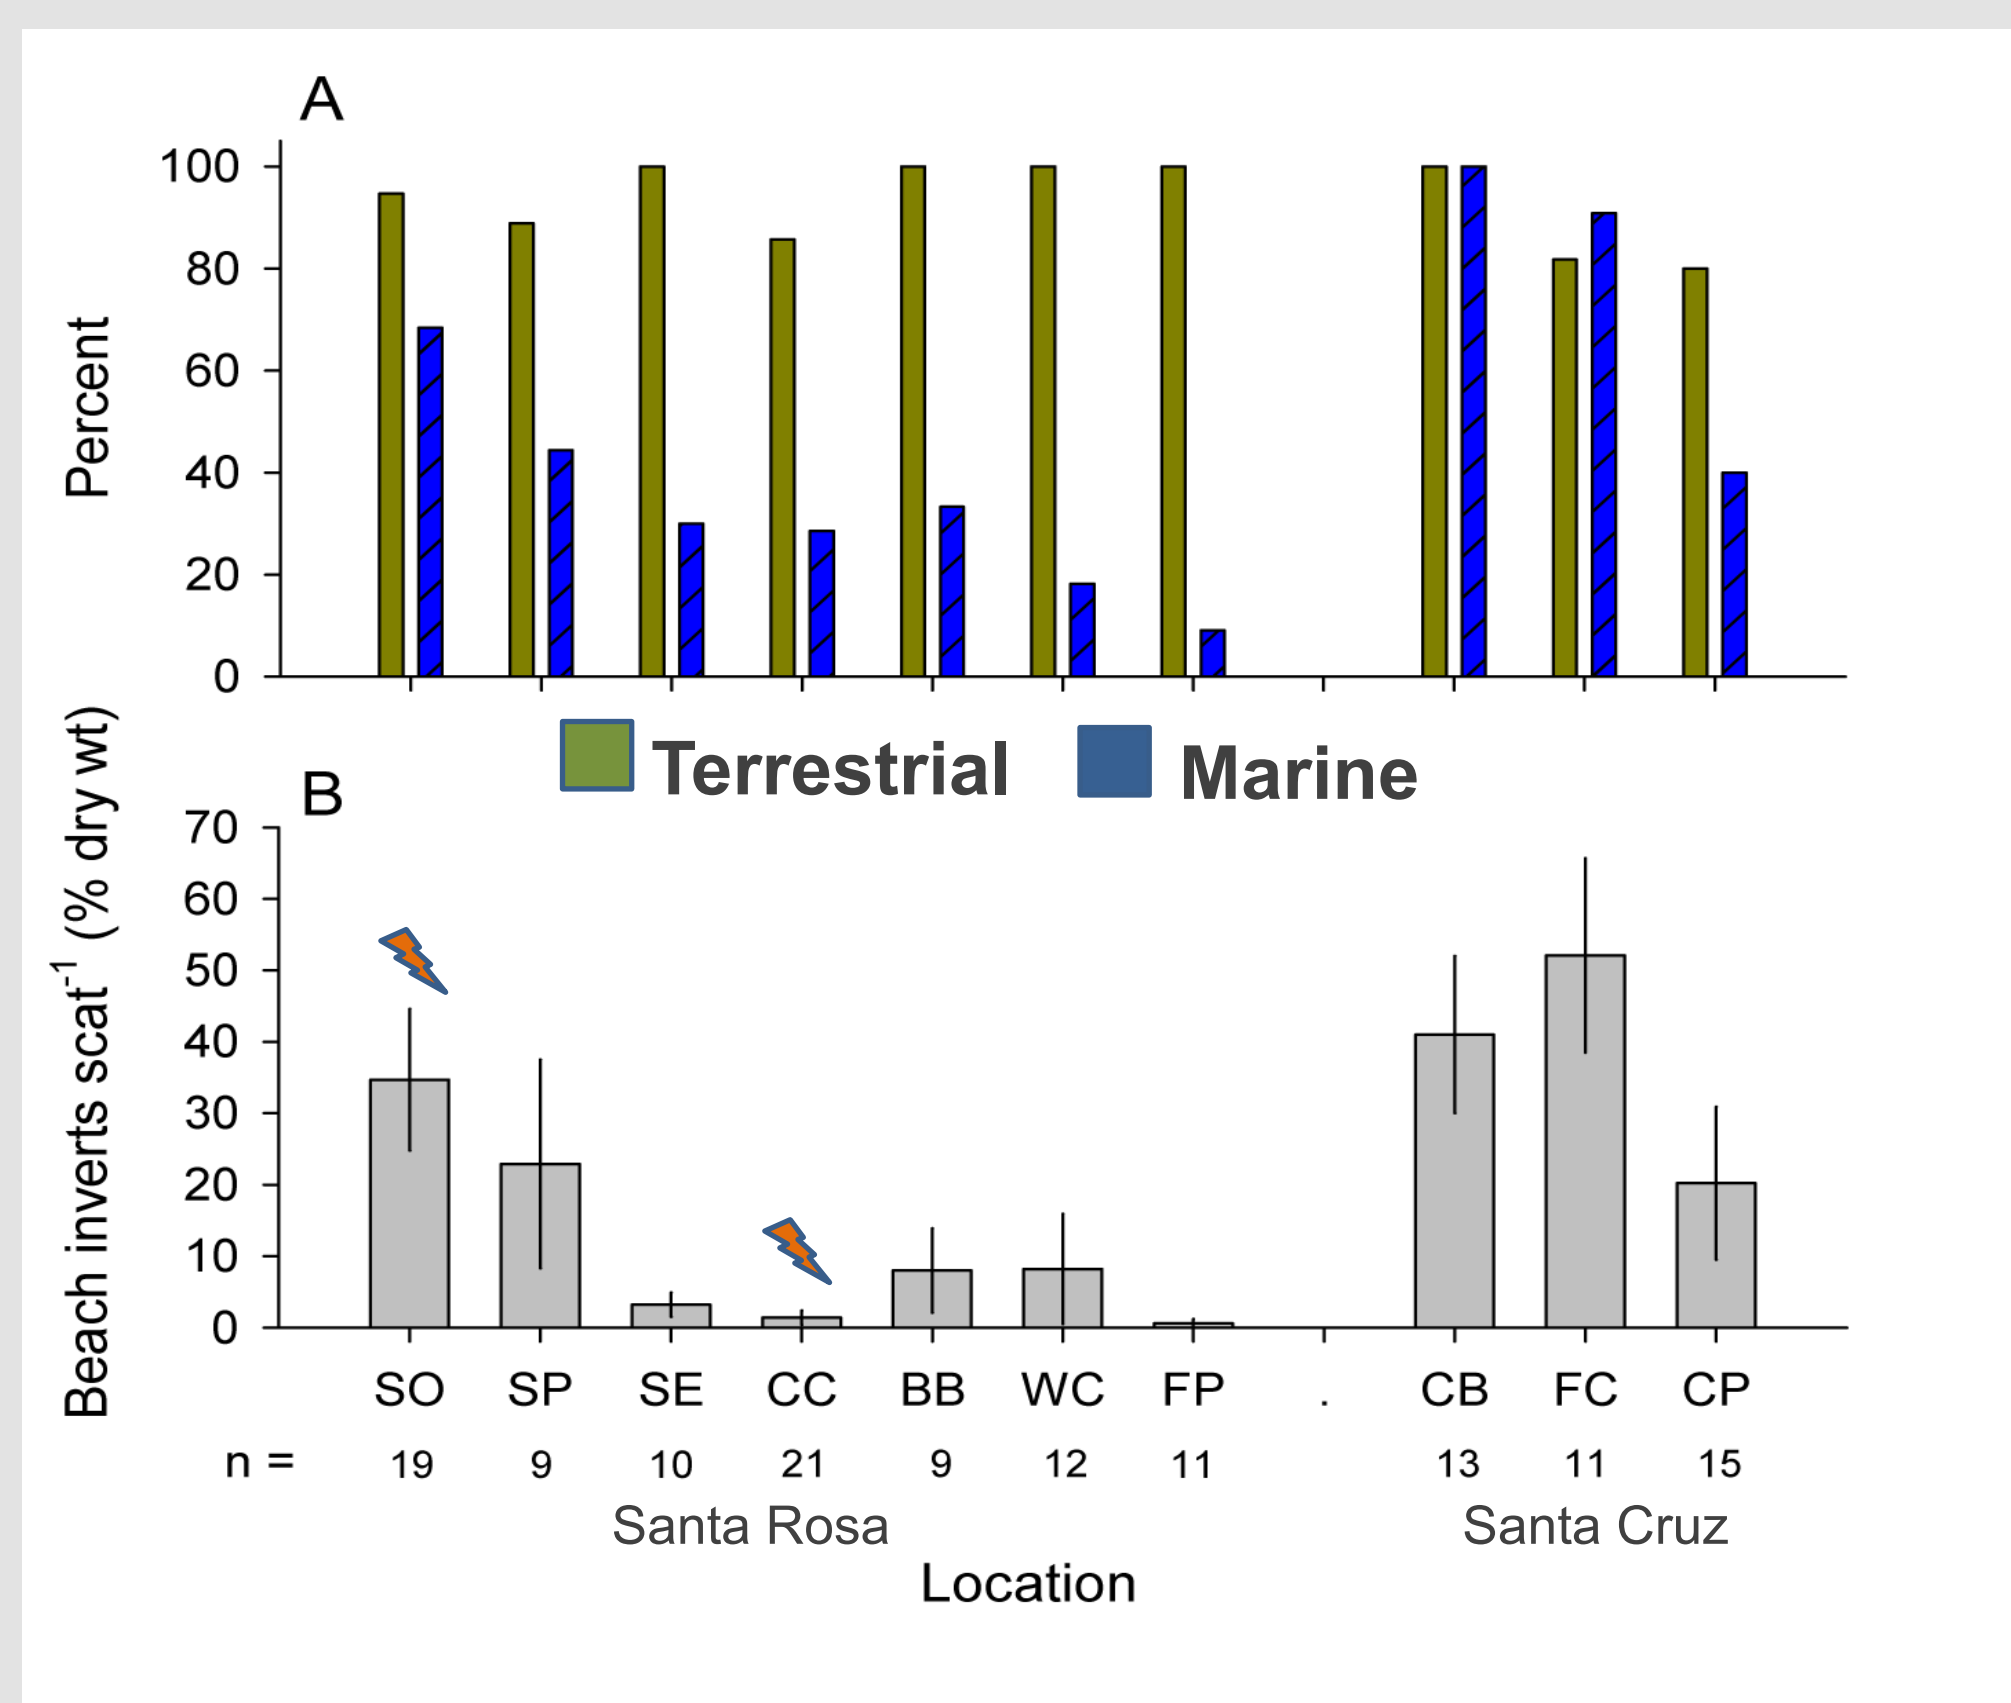 A
100
80
60
40
20
0
Percent
Terrestrial Marine
B
70
60
50
40
30
20
10
0
Beach inverts scat-1 (% dry wt)
SO SP SE CC BB WC FP . CB FC CP
n = 19 9 10 21 9 12 11 13 11 15
Santa Rosa Santa Cruz
Location